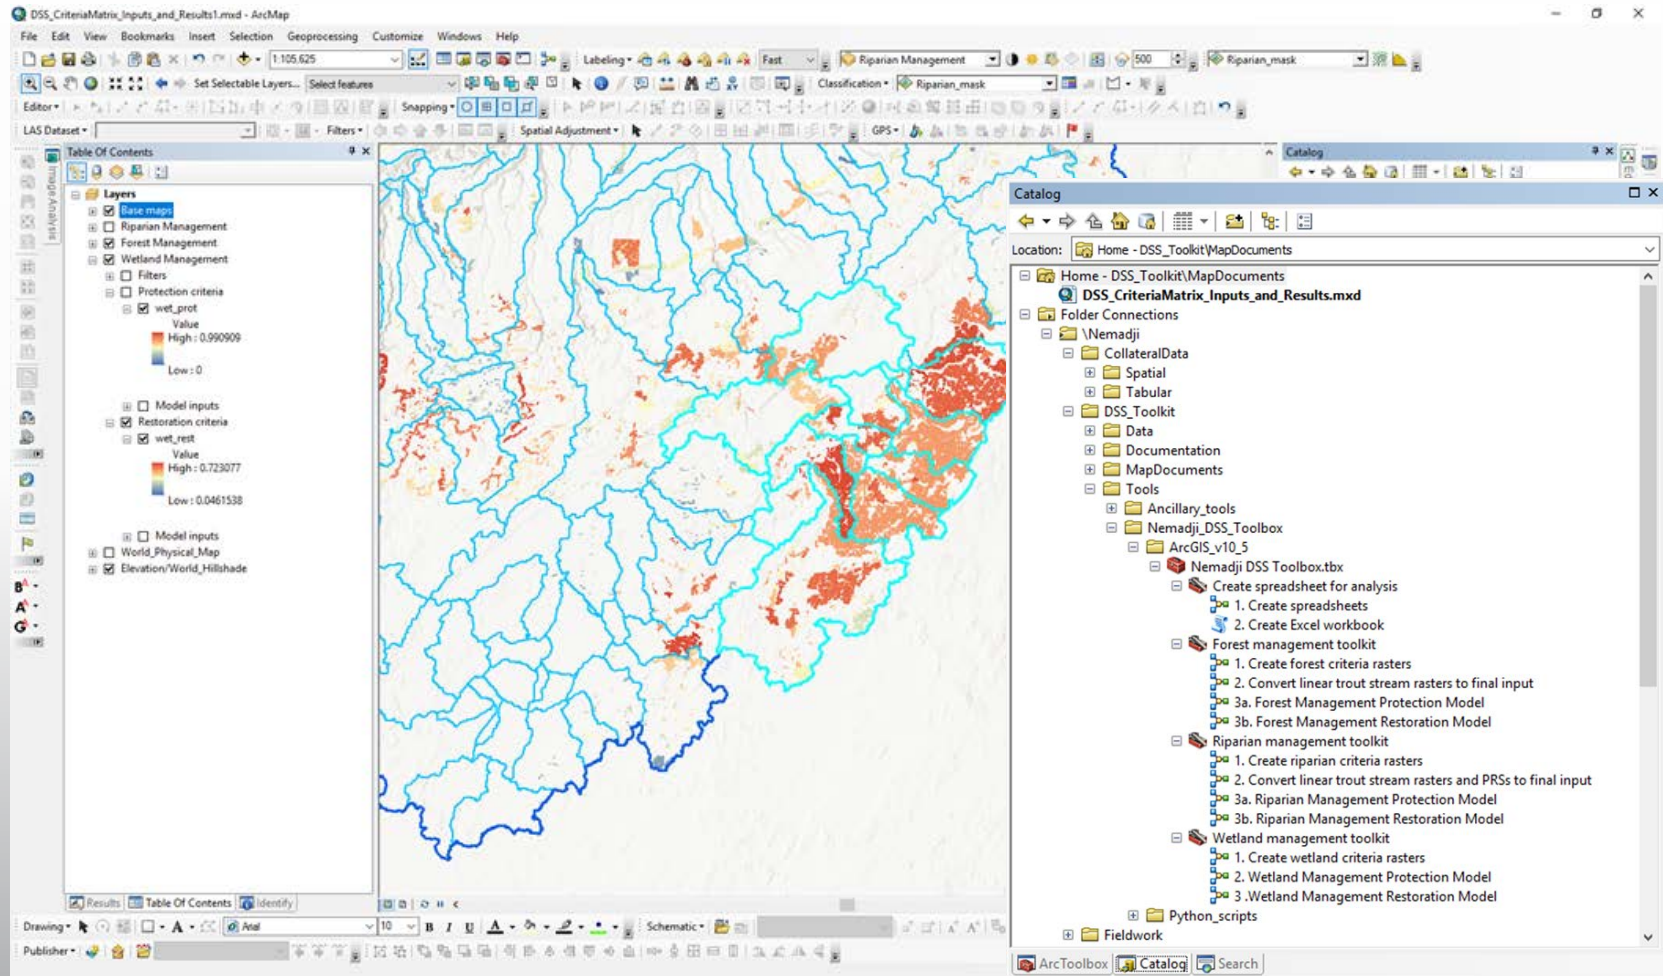 DSS_CriteriaMatrix_Inputs_and_Results1.mxd - ArcMap
File Edit View Bookmarks Insert Selection Geoprocessing Customize Windows Help
1:105,625
Labeling
Fast
Riparian Management
500
Riparian_mask
Set Selectable Layers...
Select features
Classification
Riparian_mask
Editor
Snapping
LAS Dataset
Filters
Spatial Adjustment
GPS
Image Analysis
Table Of Contents
Layers
Base maps
Riparian Management
Forest Management
Wetland Management
Filters
Protection criteria
wet_prot
Value
High : 0.990909
Low : 0
Model inputs
Restoration criteria
wet_rest
Value
High : 0.723077
Low : 0.0461538
Model inputs
World_Physical_Map
Elevation/World_Hillshade
Results
Table Of Contents
Identify
Catalog
Catalog
Location: Home - DSS_Toolkit\MapDocuments
Home - DSS_Toolkit\MapDocuments
DSS_CriteriaMatrix_Inputs_and_Results.mxd
Folder Connections
\Nemadji
CollateralData
Spatial
Tabular
DSS_Toolkit
Data
Documentation
MapDocuments
Tools
Ancillary_tools
Nemadji_DSS_Toolbox
ArcGIS_v10_5
Nemadji DSS Toolbox.tbx
Create spreadsheet for analysis
1. Create spreadsheets
2. Create Excel workbook
Forest management toolkit
1. Create forest criteria rasters
2. Convert linear trout stream rasters to final input
3a. Forest Management Protection Model
3b. Forest Management Restoration Model
Riparian management toolkit
1. Create riparian criteria rasters
2. Convert linear trout stream rasters and PRSs to final input
3a. Riparian Management Protection Model
3b. Riparian Management Restoration Model
Wetland management toolkit
1. Create wetland criteria rasters
2. Wetland Management Protection Model
3 .Wetland Management Restoration Model
Python_scripts
Fieldwork
ArcToolbox
Catalog
Search
Drawing
A
Arial
10
B I U A
Schematic
Publisher